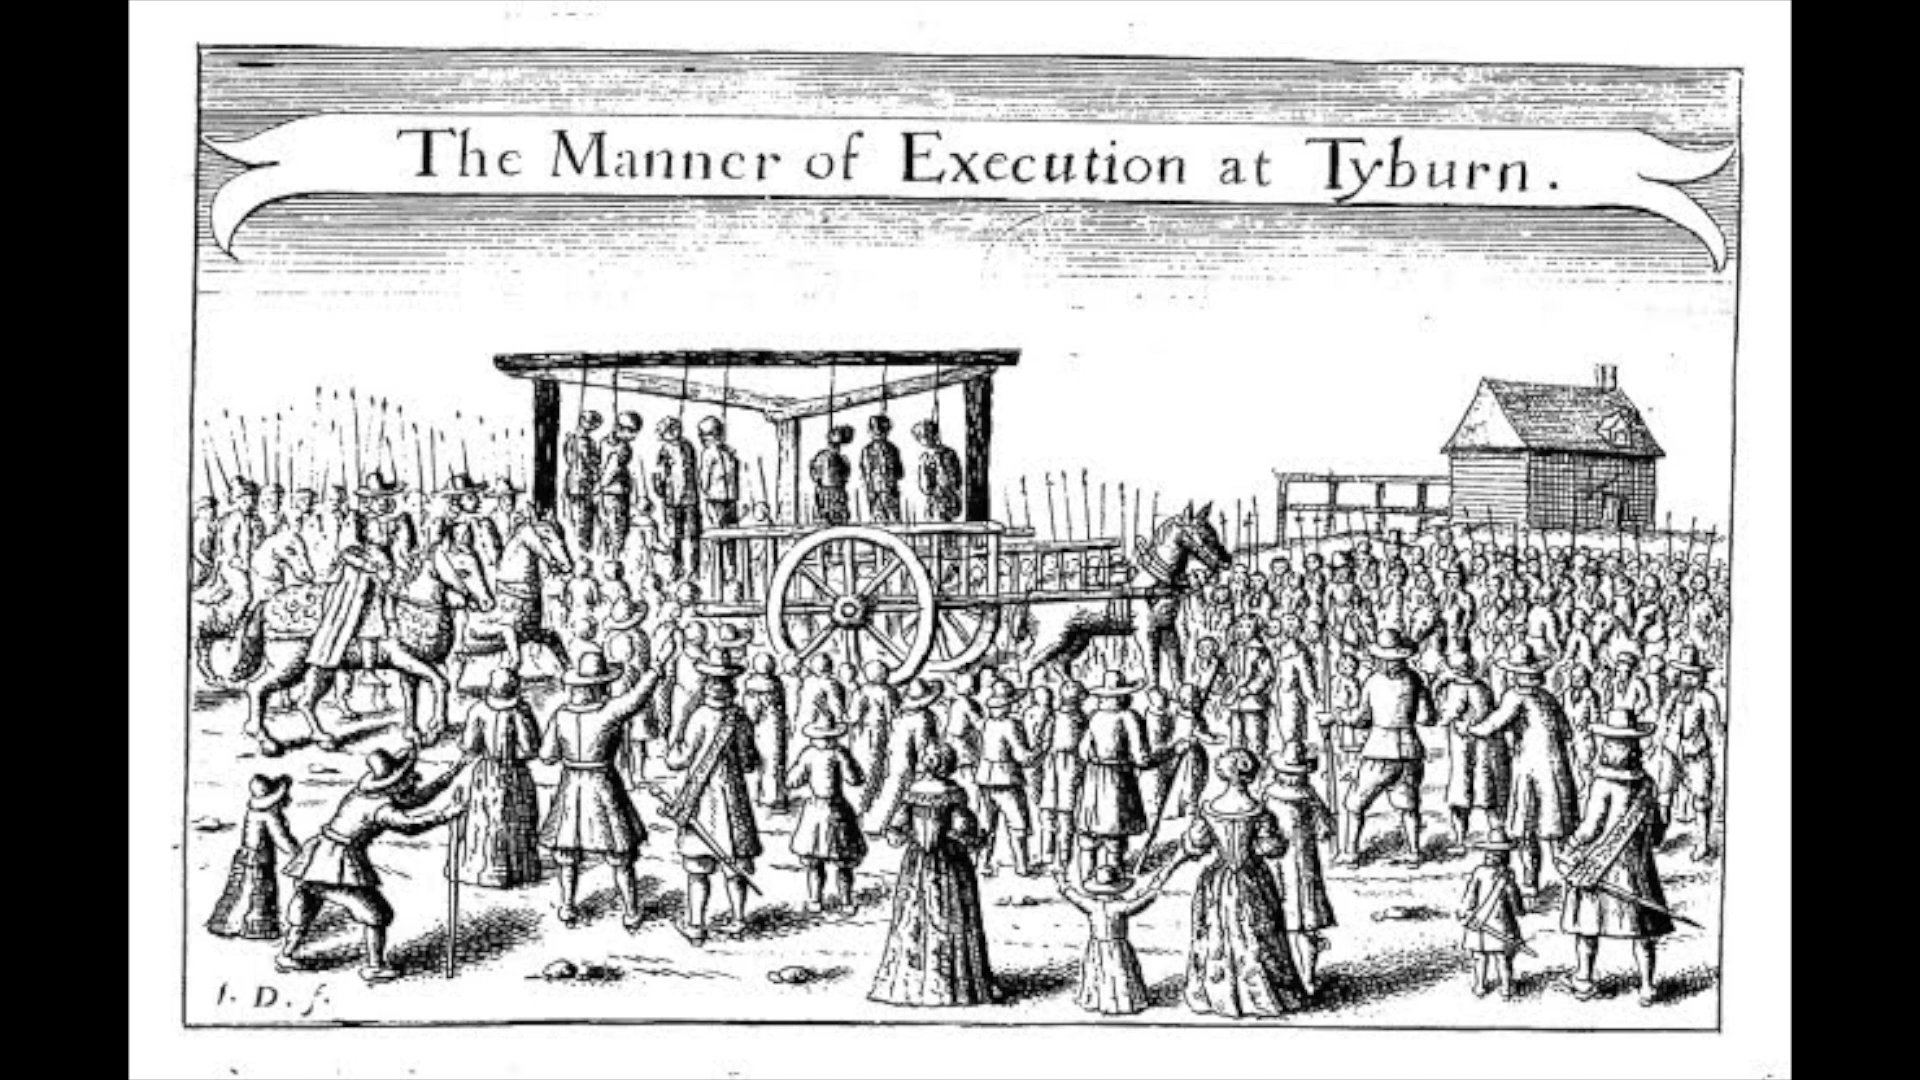 The Manner of Execution at Tyburn.
I. D. f.